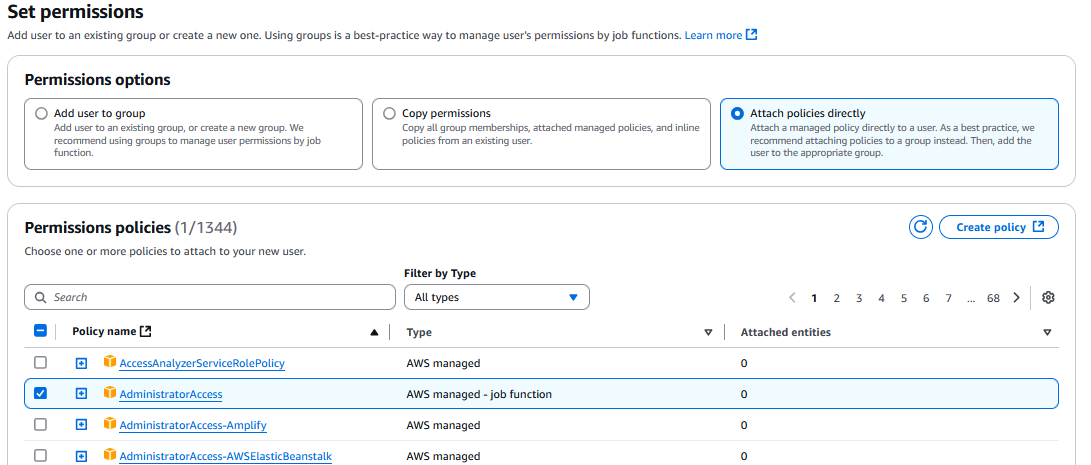 Set permissions
Add user to an existing group or create a new one. Using groups is a best-practice way to manage user's permissions by job functions. Learn more
Permissions options
Add user to group
Add user to an existing group, or create a new group. We
recommend using groups to manage user permissions by job
function.
Copy permissions
Copy all group memberships, attached managed policies, and inline
policies from an existing user.
Attach policies directly
Attach a managed policy directly to a user. As a best practice, we
recommend attaching policies to a group instead. Then, add the
user to the appropriate group.
Permissions policies (1/1344)
Create policy
Choose one or more policies to attach to your new user.
Filter by Type
Search
All types
1 2 3 4 5 6 7 ... 68
Policy name Type Attached entities
AccessAnalyzerServiceRolePolicy AWS managed 0
AdministratorAccess AWS managed - job function 0
AdministratorAccess-Amplify AWS managed 0
AdministratorAccess-AWSElasticBeanstalk AWS managed 0